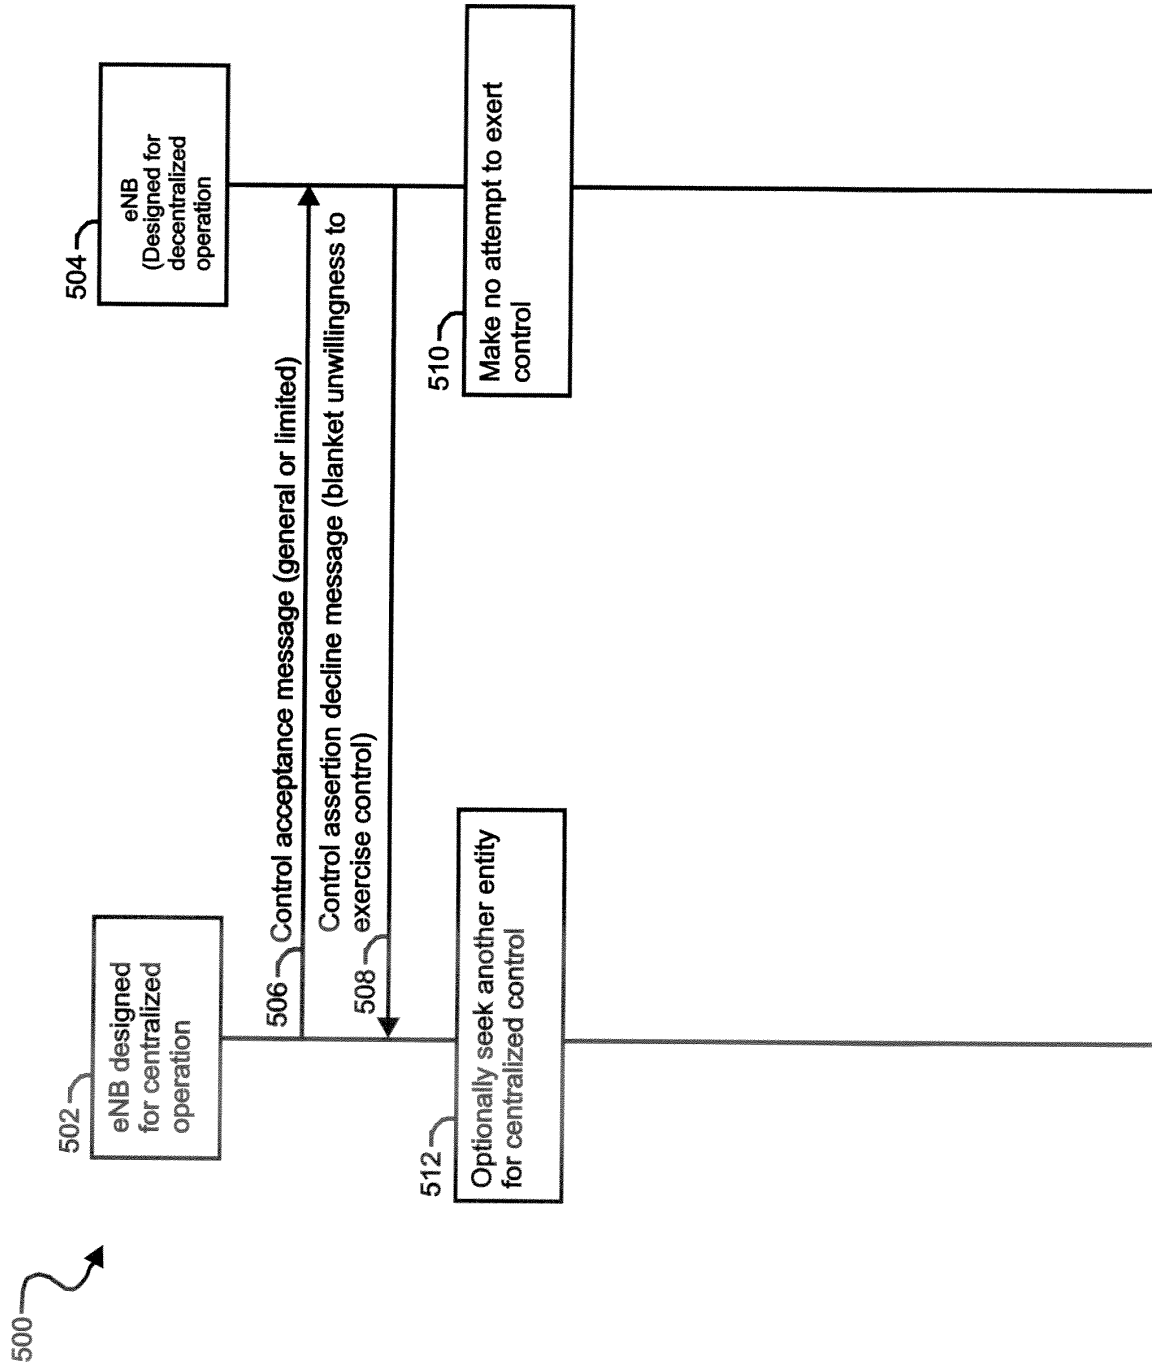 500
502
eNB designed
for centralized
operation
504
eNB
(Designed for
decentralized
operation
506
Control acceptance message (general or limited)
Control assertion decline message (blanket unwillingness to
exercise control)
508
510
Make no attempt to exert
control
512
Optionally seek another entity
for centralized control